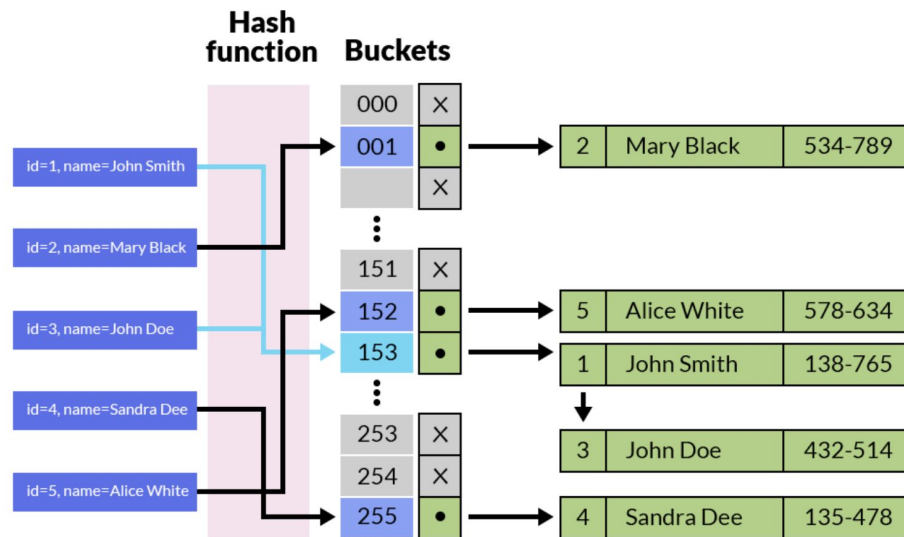 Hash
function
Buckets
id=1, name=John Smith
id=2, name=Mary Black
id=3, name=John Doe
id=4, name=Sandra Dee
id=5, name=Alice White
000 X
001
X
151 X
152
153
253 X
254 X
255
2 Mary Black 534-789
5 Alice White 578-634
1 John Smith 138-765
3 John Doe 432-514
4 Sandra Dee 135-478